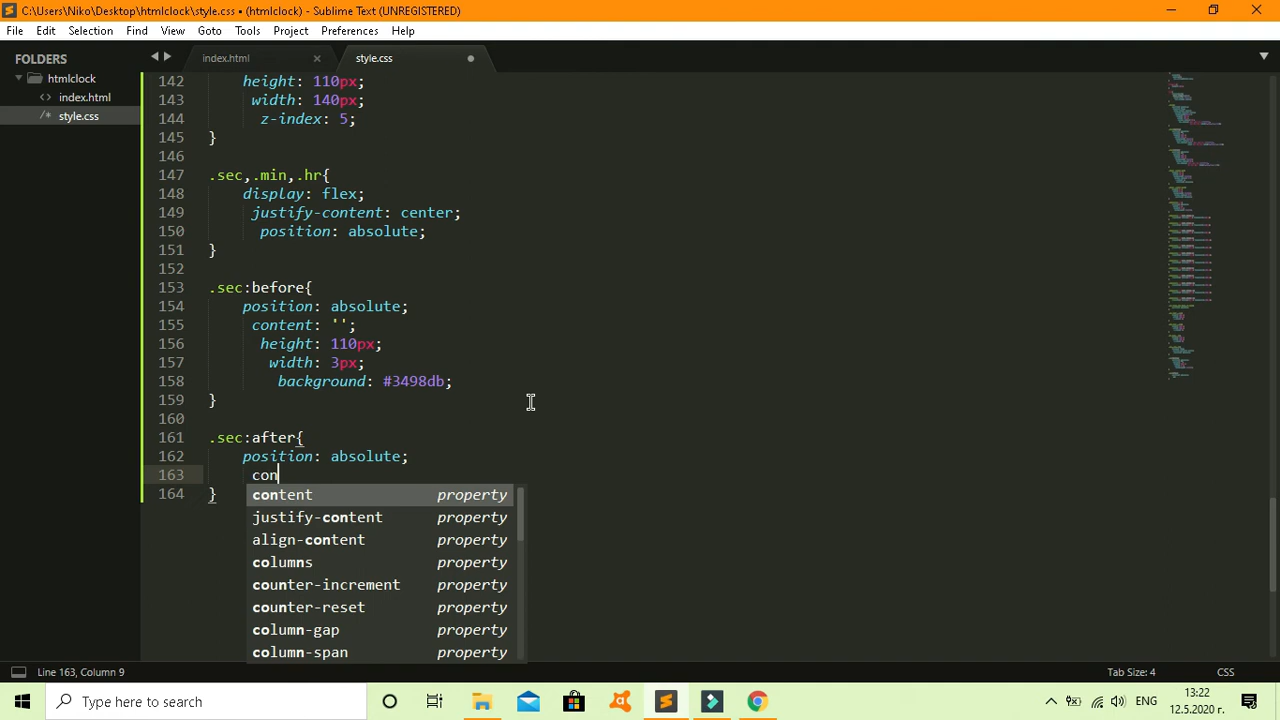 C:\Users\Niko\Desktop\htmlclock\style.css • (htmlclock) - Sublime Text (UNREGISTERED)
File Edit Selection Find View Goto Tools Project Preferences Help
FOLDERS
htmlclock
index.html
style.css
index.html
style.css
142 height: 110px;
143 width: 140px;
144 z-index: 5;
145 }
146
147 .sec,.min,.hr{
148 display: flex;
149 justify-content: center;
150 position: absolute;
151 }
152
153 .sec:before{
154 position: absolute;
155 content: '';
156 height: 110px;
157 width: 3px;
158 background: #3498db;
159 }
160
161 .sec:after{
162 position: absolute;
163 con
164 }
content property
justify-content property
align-content property
columns property
counter-increment property
counter-reset property
column-gap property
column-span property
Line 163, Column 9
Tab Size: 4
CSS
Type here to search
ЕНГ
13:22
12.5.2020 г.